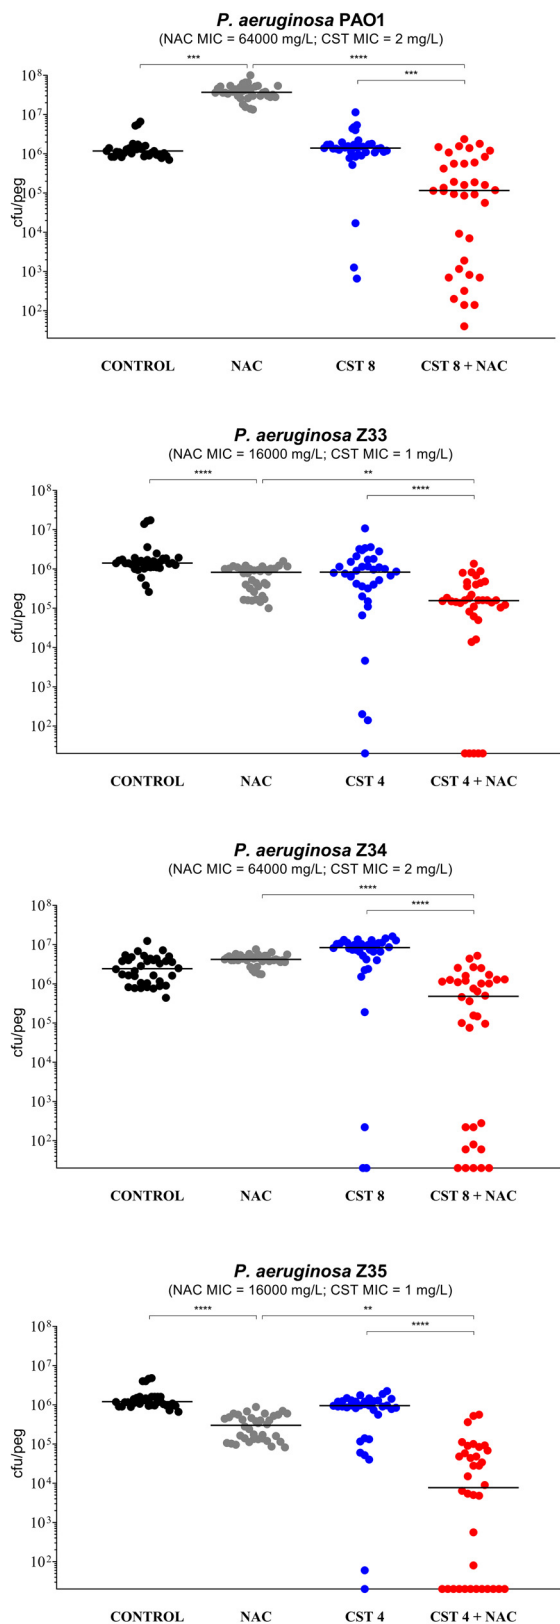 P. aeruginosa PAO1
(NAC MIC = 64000 mg/L; CST MIC = 2 mg/L)
*** ****
***
10⁸
10⁷
10⁶
10⁵
10⁴
10³
10²
cfu/peg
CONTROL NAC CST 8 CST 8 + NAC
P. aeruginosa Z33
(NAC MIC = 16000 mg/L; CST MIC = 1 mg/L)
**** **
****
10⁸
10⁷
10⁶
10⁵
10⁴
10³
10²
cfu/peg
CONTROL NAC CST 4 CST 4 + NAC
P. aeruginosa Z34
(NAC MIC = 64000 mg/L; CST MIC = 2 mg/L)
****
****
10⁸
10⁷
10⁶
10⁵
10⁴
10³
10²
cfu/peg
CONTROL NAC CST 8 CST 8 + NAC
P. aeruginosa Z35
(NAC MIC = 16000 mg/L; CST MIC = 1 mg/L)
**** **
****
10⁸
10⁷
10⁶
10⁵
10⁴
10³
10²
cfu/peg
CONTROL NAC CST 4 CST 4 + NAC